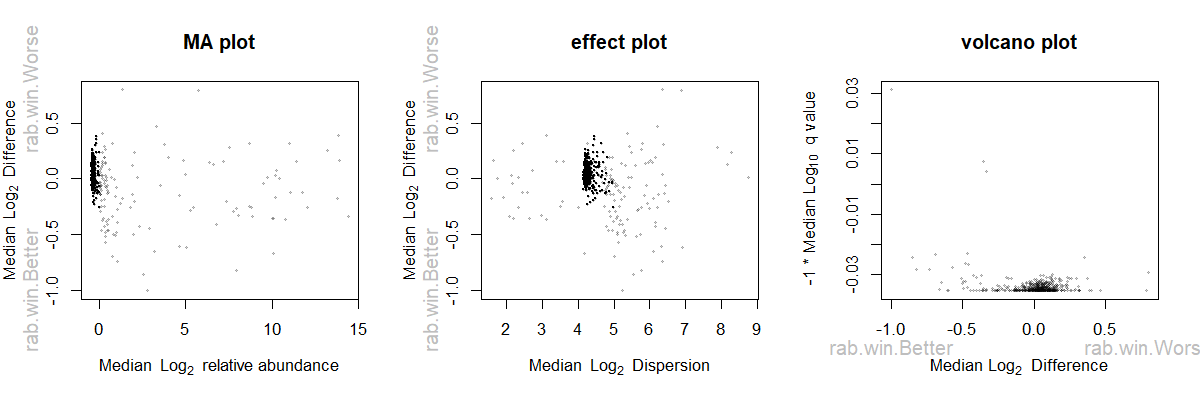 MA plot
rab.win.Worse
rab.win.Better
Median Log2 Difference
0.5
0.0
-0.5
-1.0
0
5
10
15
Median Log2 relative abundance
effect plot
rab.win.Worse
rab.win.Better
Median Log2 Difference
0.5
0.0
-0.5
-1.0
2
3
4
5
6
7
8
9
Median Log2 Dispersion
volcano plot
-1 * Median Log10 q value
0.03
0.01
-0.01
-0.03
-1.0
-0.5
0.0
0.5
rab.win.Better
rab.win.Wors
Median Log2 Difference